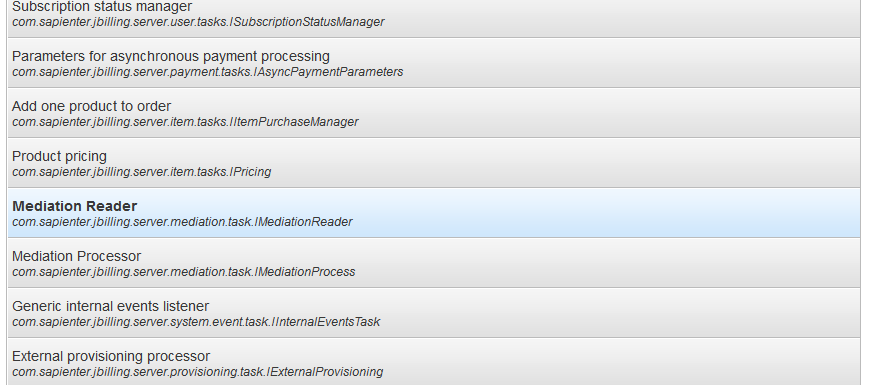 Subscription status manager
com.sapienter.jbilling.server.user.tasks.ISubscriptionStatusManager
Parameters for asynchronous payment processing
com.sapienter.jbilling.server.payment.tasks.IAsyncPaymentParameters
Add one product to order
com.sapienter.jbilling.server.item.tasks.IItemPurchaseManager
Product pricing
com.sapienter.jbilling.server.item.tasks.IPricing
Mediation Reader
com.sapienter.jbilling.server.mediation.task.IMediationReader
Mediation Processor
com.sapienter.jbilling.server.mediation.task.IMediationProcess
Generic internal events listener
com.sapienter.jbilling.server.system.event.task.IInternalEventsTask
External provisioning processor
com.sapienter.jbilling.server.provisioning.task.IExternalProvisioning